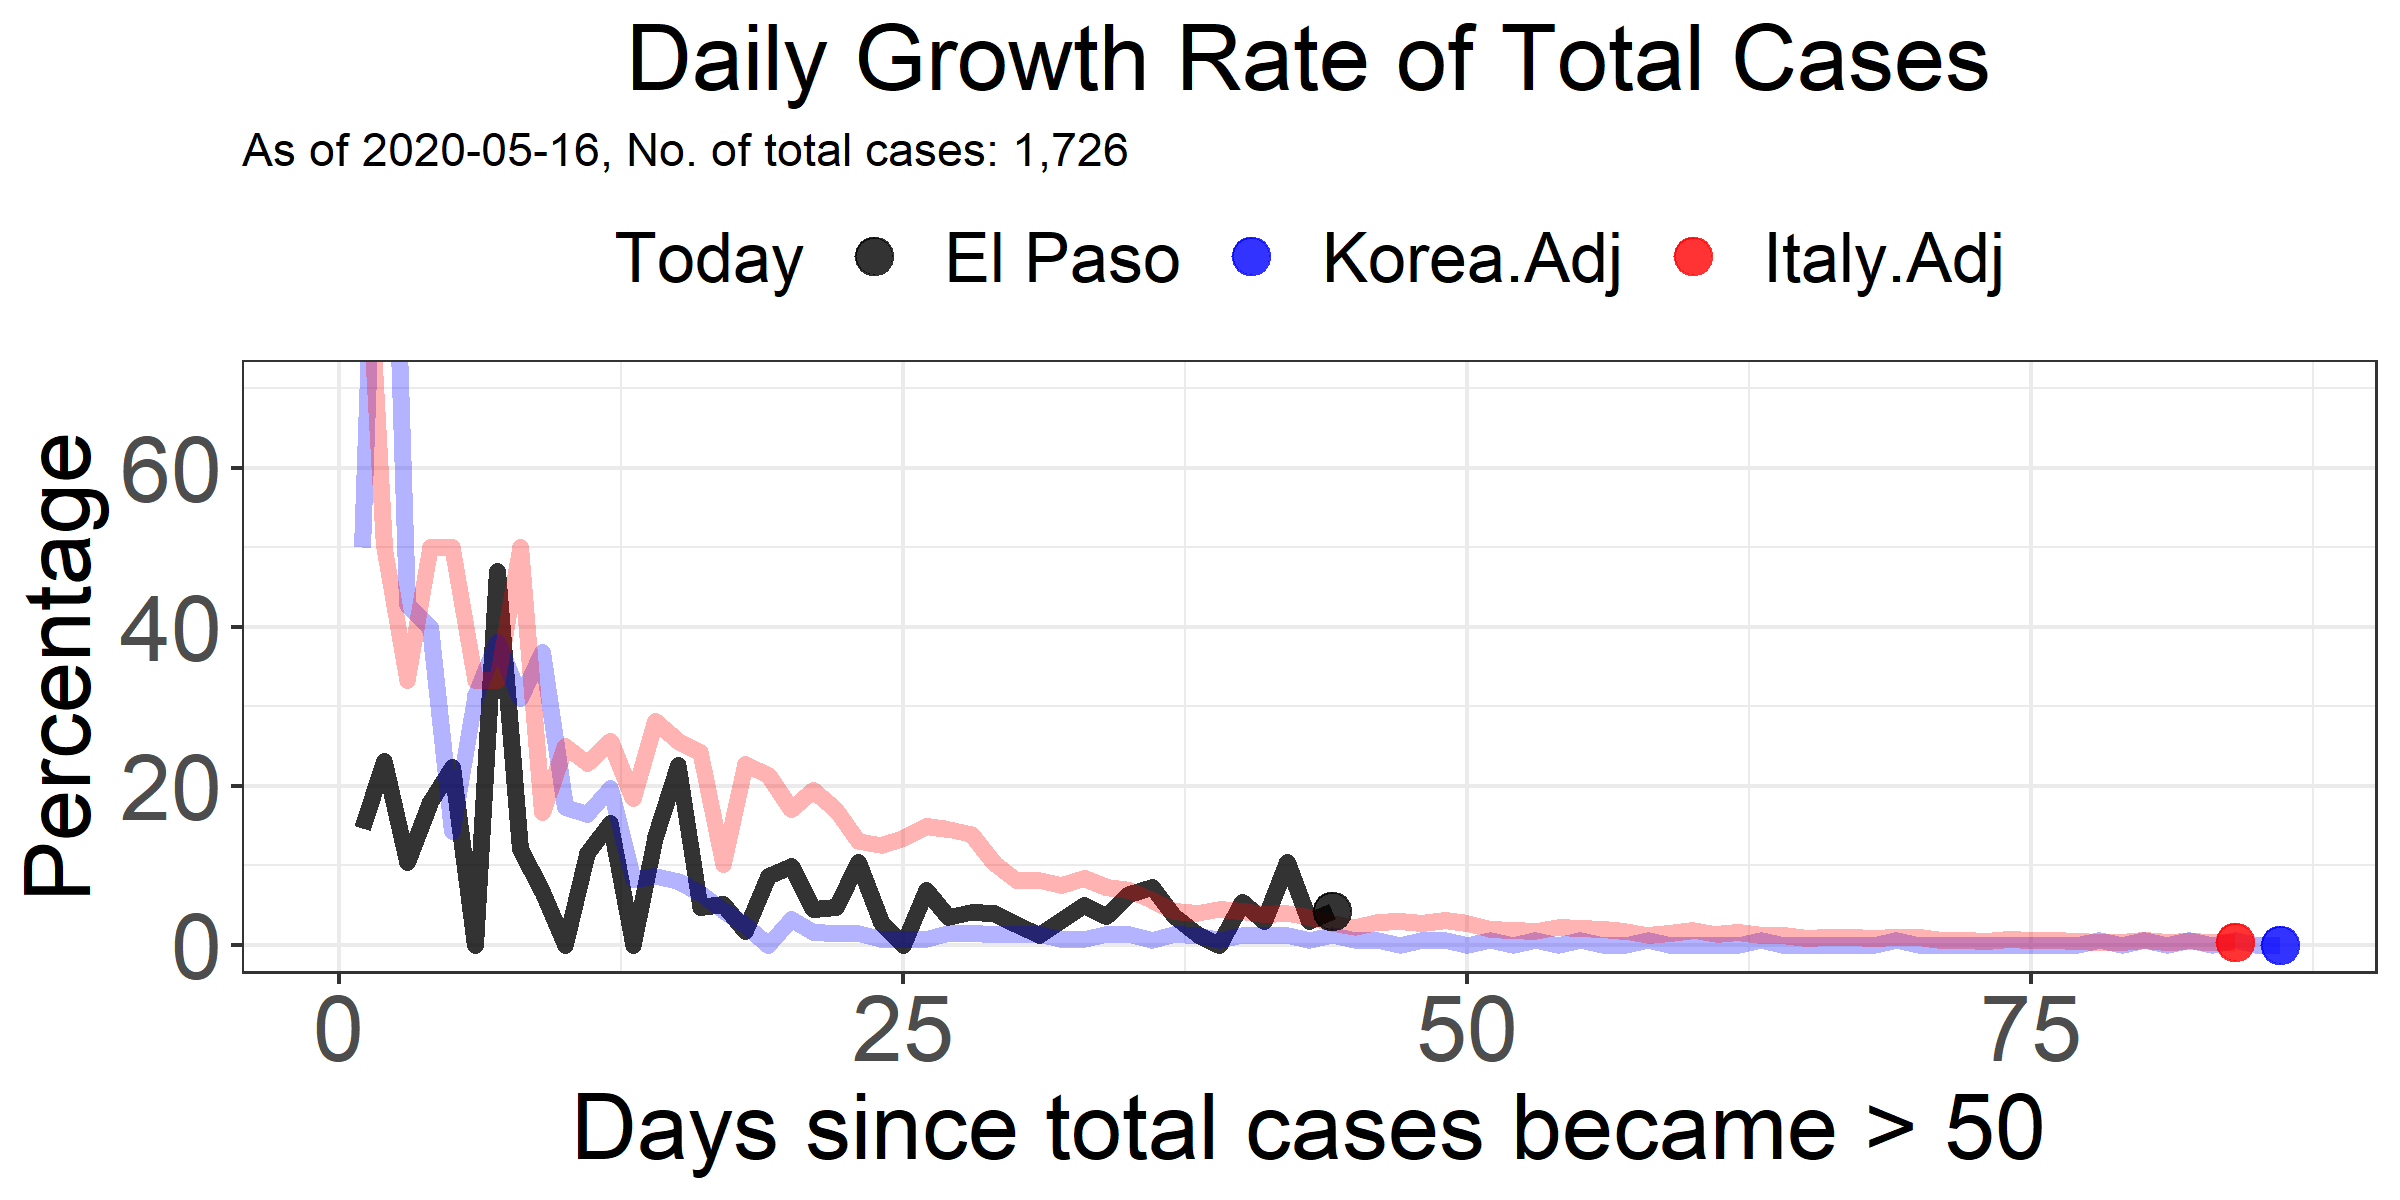 Daily Growth Rate of Total Cases
As of 2020-05-16, No. of total cases: 1,726
Today El Paso Korea.Adj Italy.Adj
Percentage
60
40
20
0
0 25 50 75
Days since total cases became > 50